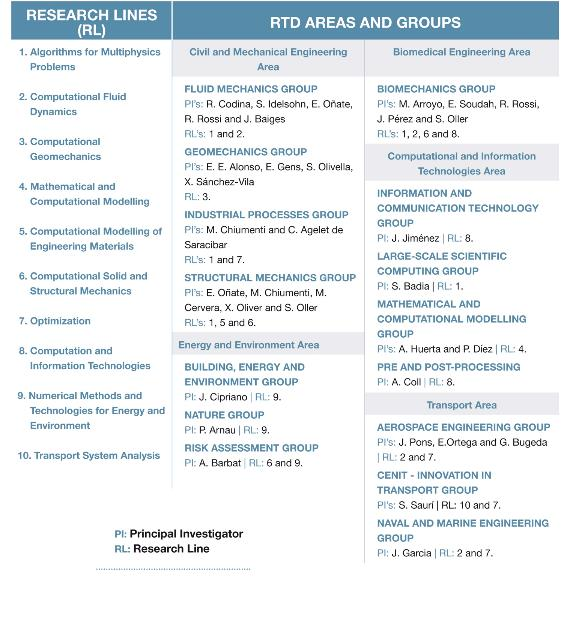 RESEARCH LINES
(RL)
1. Algorithms for Multiphysics
Problems
2. Computational Fluid
Dynamics
3. Computational
Geomechanics
4. Mathematical and
Computational Modelling
5. Computational Modelling of
Engineering Materials
6. Computational Solid and
Structural Mechanics
7. Optimization
8. Computation and
Information Technologies
9. Numerical Methods and
Technologies for Energy and
Environment
10. Transport System Analysis
RTD AREAS AND GROUPS
Civil and Mechanical Engineering
Area
FLUID MECHANICS GROUP
PI's: R. Codina, S. Idelsohn, E. Oñate,
R. Rossi and J. Baiges
RL's: 1 and 2.
GEOMECHANICS GROUP
PI's: E. E. Alonso, E. Gens, S. Olivella,
X. Sánchez-Vila
RL: 3.
INDUSTRIAL PROCESSES GROUP
PI's: M. Chiumenti and C. Agelet de
Saracibar
RL's: 1 and 7.
STRUCTURAL MECHANICS GROUP
PI's: E. Oñate, M. Chiumenti, M.
Cervera, X. Oliver and S. Oller
RL's: 1, 5 and 6.
Energy and Environment Area
BUILDING, ENERGY AND
ENVIRONMENT GROUP
PI: J. Cipriano | RL: 9.
NATURE GROUP
PI: P. Arnau | RL: 9.
RISK ASSESSMENT GROUP
PI: A. Barbat | RL: 6 and 9.
Biomedical Engineering Area
BIOMECHANICS GROUP
PI's: M. Arroyo, E. Soudah, R. Rossi,
J. Pérez and S. Oller
RL's: 1, 2, 6 and 8.
Computational and Information
Technologies Area
INFORMATION AND
COMMUNICATION TECHNOLOGY
GROUP
PI: J. Jiménez | RL: 8.
LARGE-SCALE SCIENTIFIC
COMPUTING GROUP
PI: S. Badia | RL: 1.
MATHEMATICAL AND
COMPUTATIONAL MODELLING
GROUP
PI's: A. Huerta and P. Díez | RL: 4.
PRE AND POST-PROCESSING
PI: A. Coll | RL: 8.
Transport Area
AEROSPACE ENGINEERING GROUP
PI's: J. Pons, E.Ortega and G. Bugeda
| RL: 2 and 7.
CENIT - INNOVATION IN
TRANSPORT GROUP
PI's: S. Saurí | RL: 10 and 7.
NAVAL AND MARINE ENGINEERING
GROUP
PI: J. Garcia | RL: 2 and 7.
PI: Principal Investigator
RL: Research Line